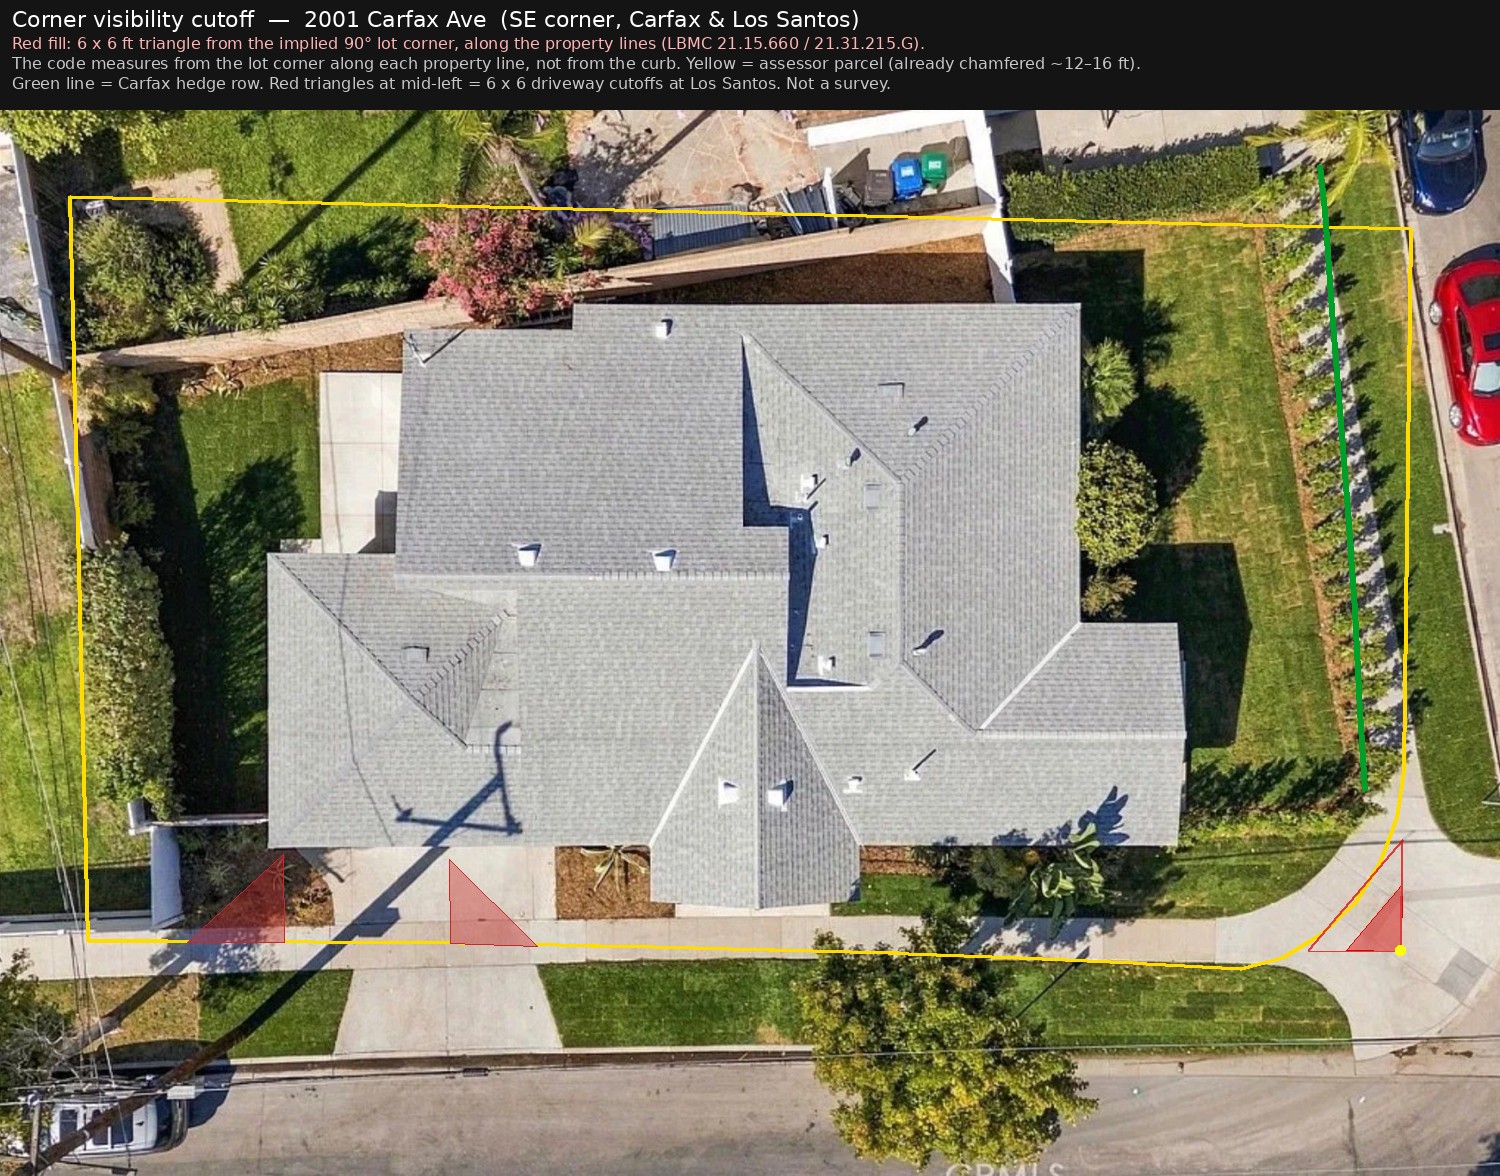 Corner visibility cutoff — 2001 Carfax Ave (SE corner, Carfax & Los Santos)
Red fill: 6 x 6 ft triangle from the implied 90° lot corner, along the property lines (LBMC 21.15.660 / 21.31.215.G).
The code measures from the lot corner along each property line, not from the curb. Yellow = assessor parcel (already chamfered ~12–16 ft).
Green line = Carfax hedge row. Red triangles at mid-left = 6 x 6 driveway cutoffs at Los Santos. Not a survey.